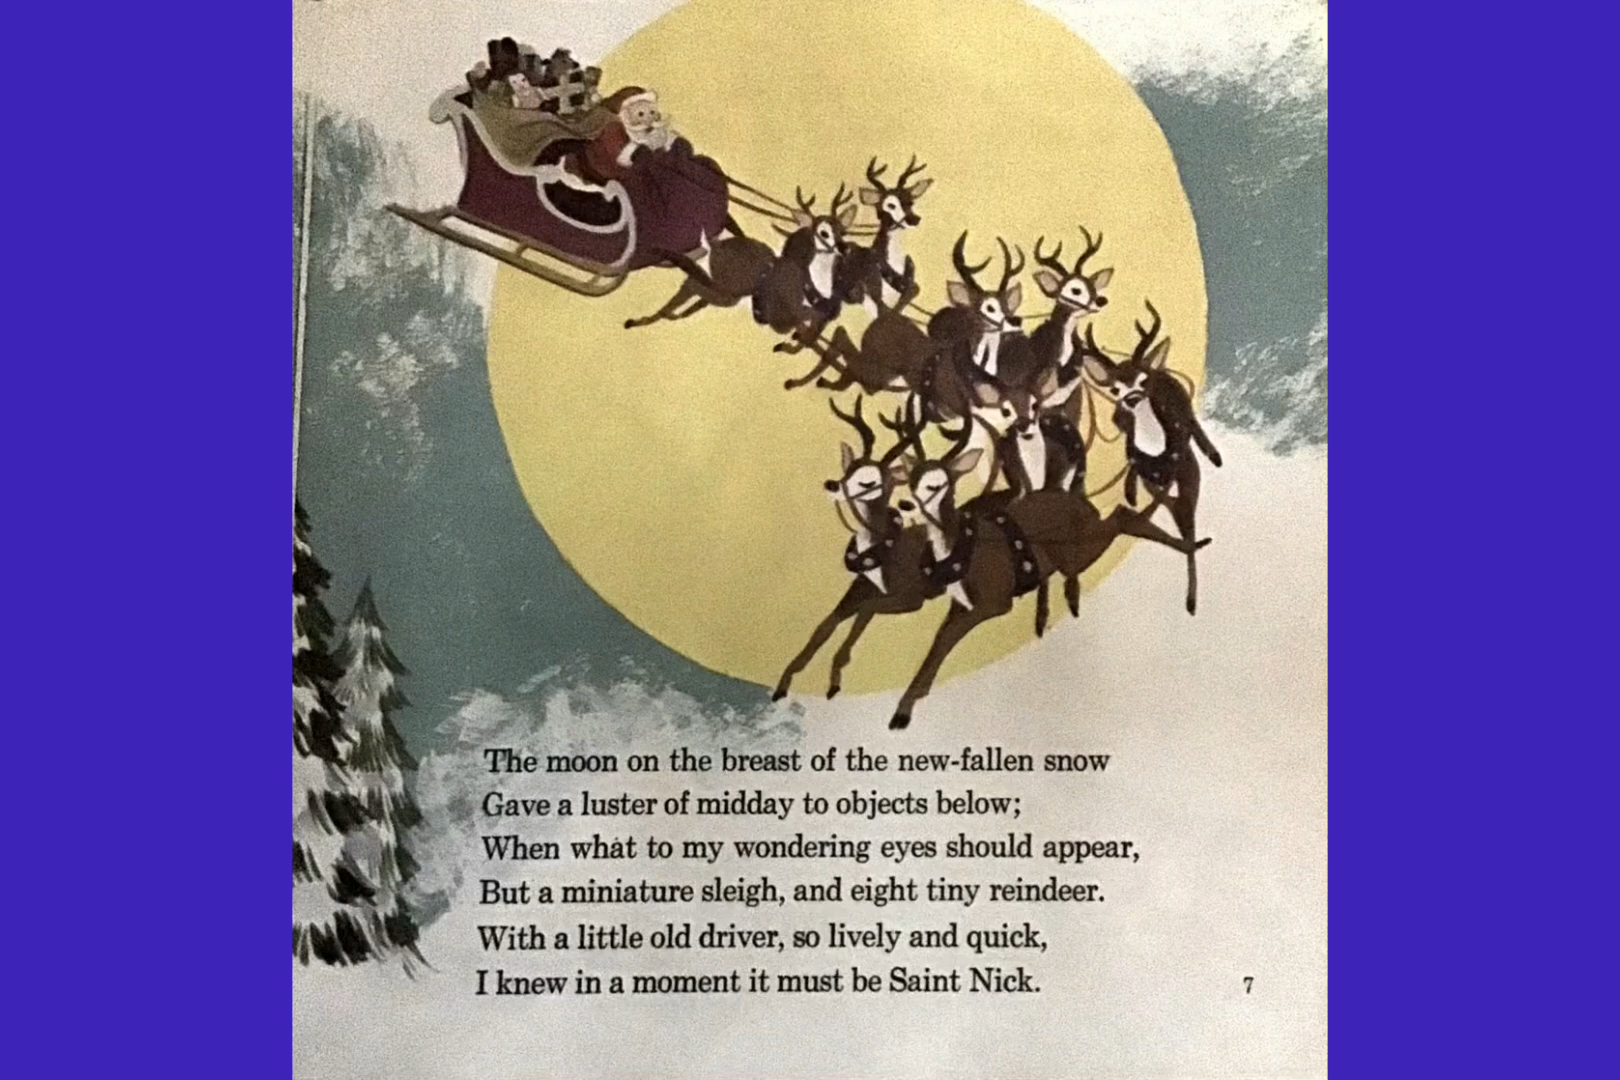 The moon on the breast of the new-fallen snow
Gave a luster of midday to objects below;
When what to my wondering eyes should appear,
But a miniature sleigh, and eight tiny reindeer.
With a little old driver, so lively and quick,
I knew in a moment it must be Saint Nick.
7